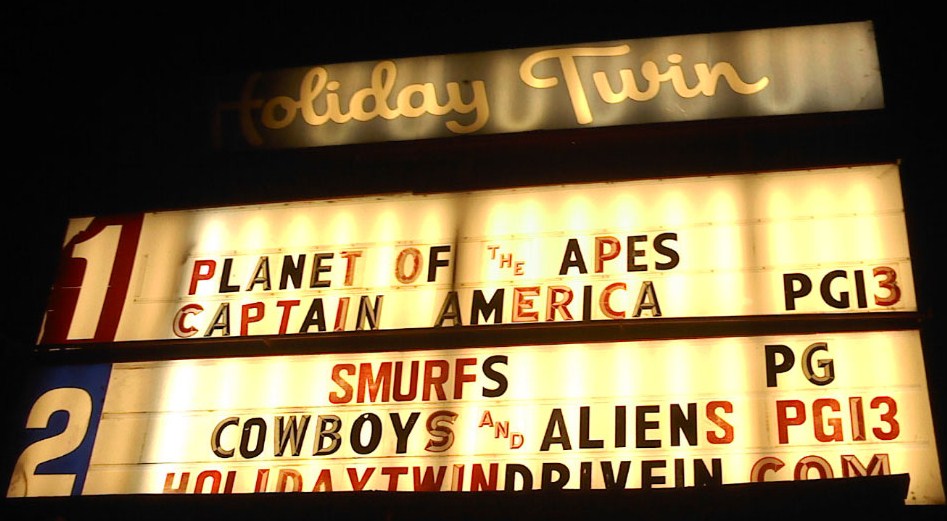 Holiday Twin
1
PLANET OF THE APES
CAPTAIN AMERICA PG13
2
SMURFS PG
COWBOYS AND ALIENS PG13
HOLIDAYTWINDRIVEIN COM